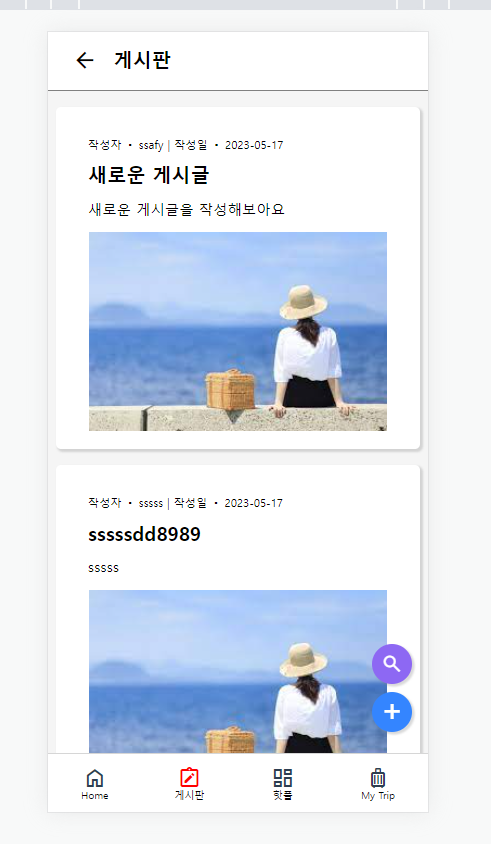 게시판
작성자 • ssafy | 작성일 • 2023-05-17
새로운 게시글
새로운 게시글을 작성해보아요
작성자 • sssss | 작성일 • 2023-05-17
sssssdd8989
sssss
Home
게시판
핫플
My Trip